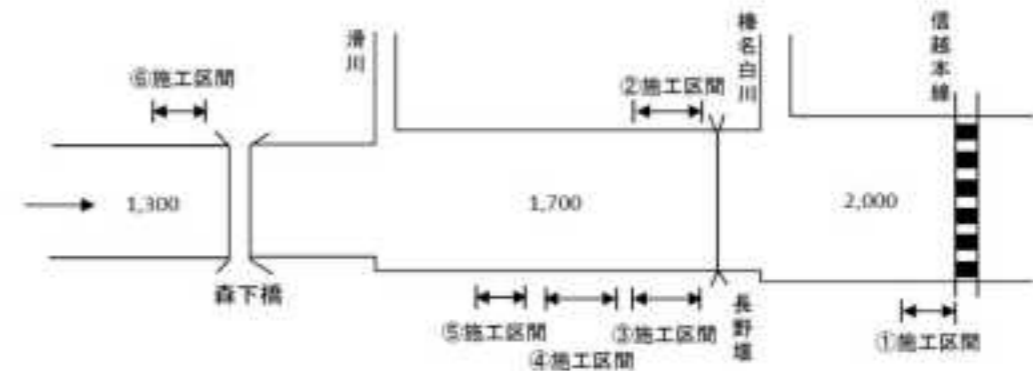 滑川
榛名白川
信越本線
⑥施工区間
②施工区間
1,300
1,700
2,000
森下橋
長野堰
⑤施工区間
③施工区間
④施工区間
①施工区間